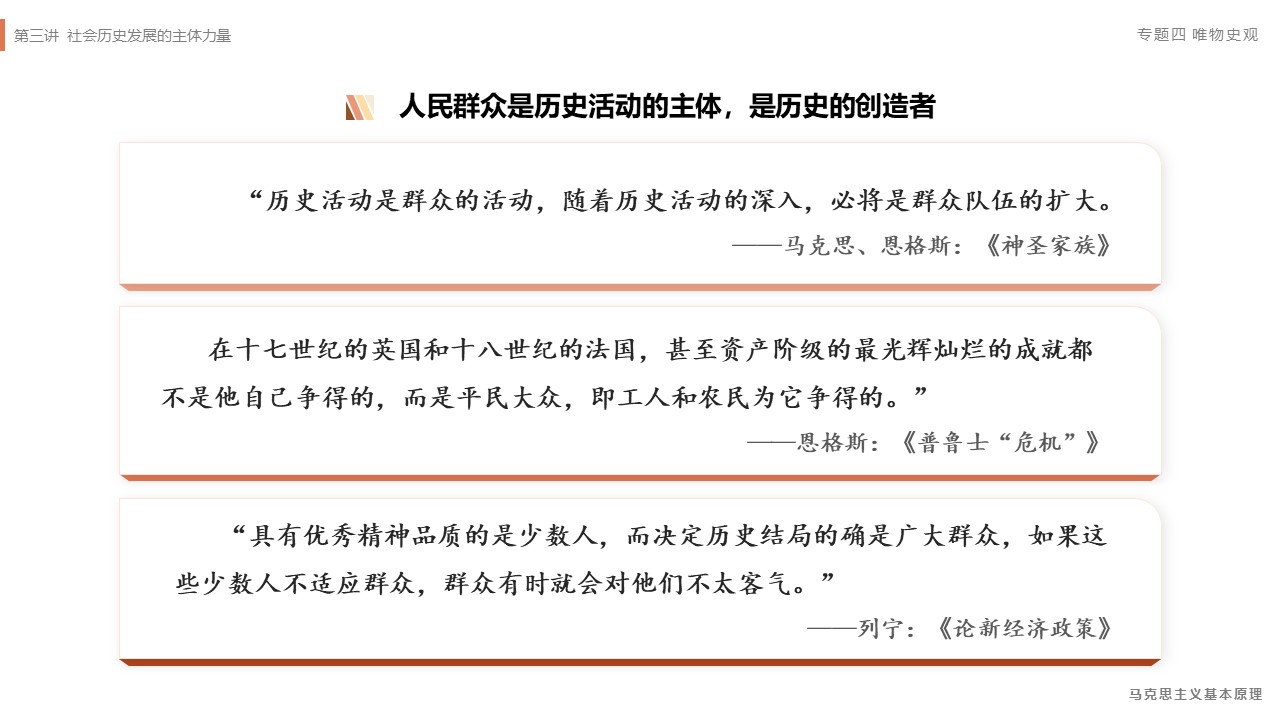 第三讲 社会历史发展的主体力量
专题四 唯物史观
人民群众是历史活动的主体，是历史的创造者
“历史活动是群众的活动，随着历史活动的深入，必将是群众队伍的扩大。
——马克思、恩格斯：《神圣家族》
在十七世纪的英国和十八世纪的法国，甚至资产阶级的最光辉灿烂的成就都
不是他自己争得的，而是平民大众，即工人和农民为它争得的。”
——恩格斯：《普鲁士“危机”》
“具有优秀精神品质的是少数人，而决定历史结局的确是广大群众，如果这
些少数人不适应群众，群众有时就会对他们不太客气。”
——列宁：《论新经济政策》
马克思主义基本原理